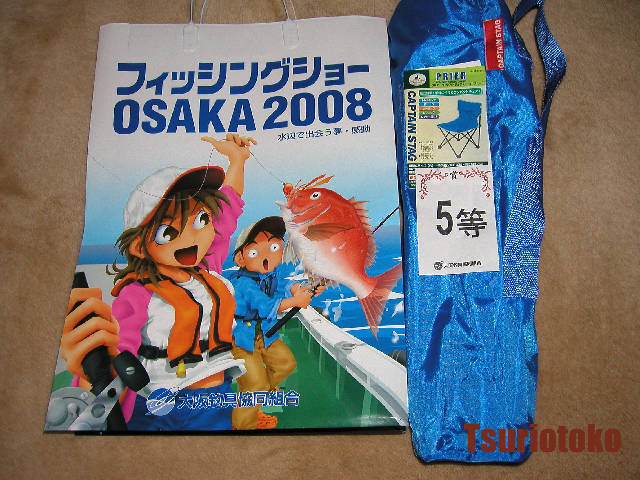 フィッシングショー
OSAKA 2008
水辺で出会う夢・感動
大阪釣具協同組合
CAPTAIN STAG
CAPTAIN STAG
賞
5等
Tsuriotoko